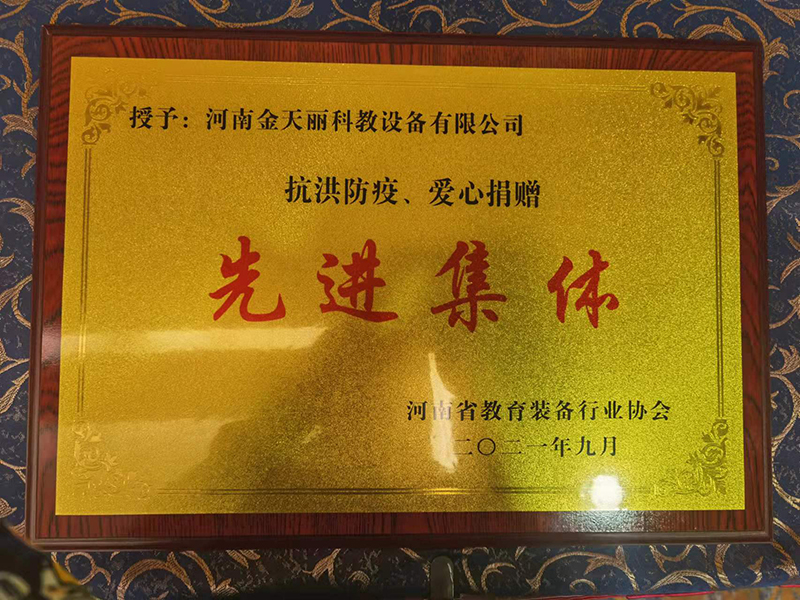 授予：河南金天丽科教设备有限公司
抗洪防疫、爱心捐赠
先进集体
河南省教育装备行业协会
二〇二一年九月